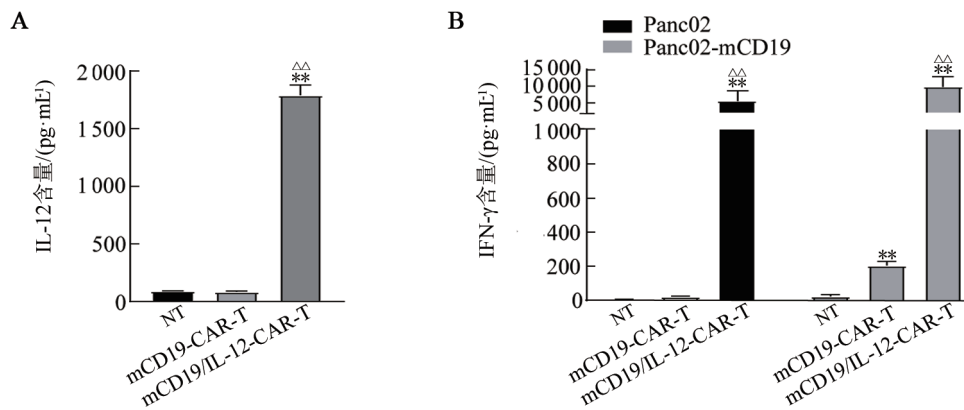 A
IL-12含量/(pg·mL⁻¹)
2 000
1 500
1 000
500
0
△△
**
NT
mCD19-CAR-T
mCD19/IL-12-CAR-T
B
Panc02
Panc02-mCD19
IFN-γ含量/(pg·mL⁻¹)
15 000
10 000
5 000
1 000
800
600
400
200
0
△△
**
**
△△
**
NT
mCD19-CAR-T
mCD19/IL-12-CAR-T
NT
mCD19-CAR-T
mCD19/IL-12-CAR-T